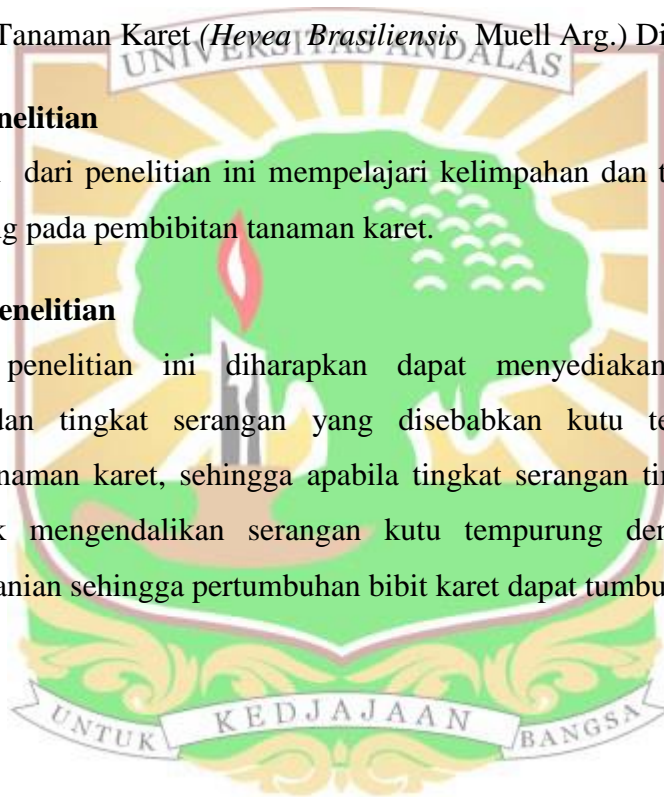 Tanaman Karet (Hevea Brasiliensis Muell Arg.) Di
UNIVERSITAS ANDALAS
nelitian
dari penelitian ini mempelajari kelimpahan dan t
g pada pembibitan tanaman karet.
enelitian
penelitian ini diharapkan dapat menyediakan
dan tingkat serangan yang disebabkan kutu te
naman karet, sehingga apabila tingkat serangan tin
k mengendalikan serangan kutu tempurung den
anian sehingga pertumbuhan bibit karet dapat tumbu
UNTUK KEDJAJAAN BANGSA